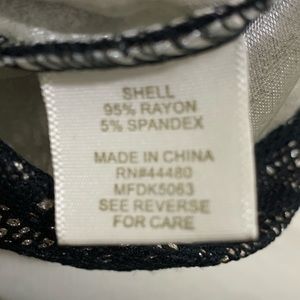 SHELL
95% RAYON
5% SPANDEX
MADE IN CHINA
RN#44480
MFDK5063
SEE REVERSE
FOR CARE